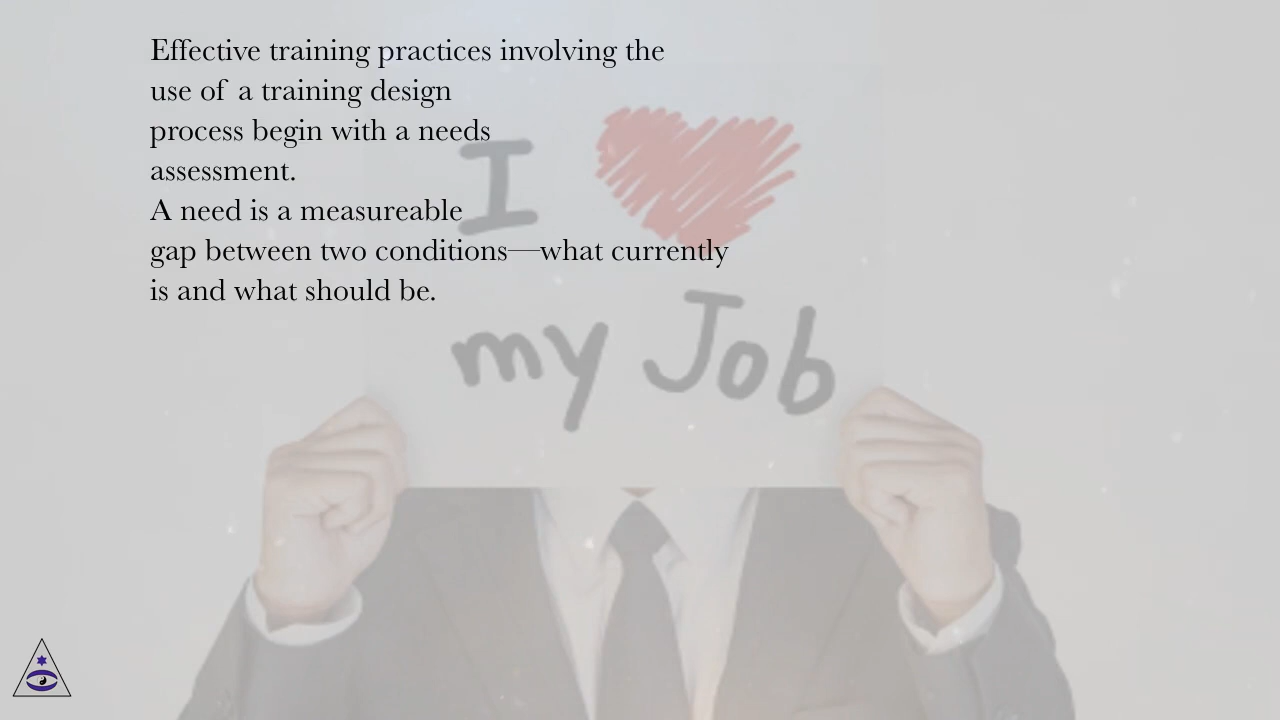 Effective training practices involving the
use of a training design
process begin with a needs
assessment.
A need is a measureable
gap between two conditions—what currently
is and what should be.
I
my Job